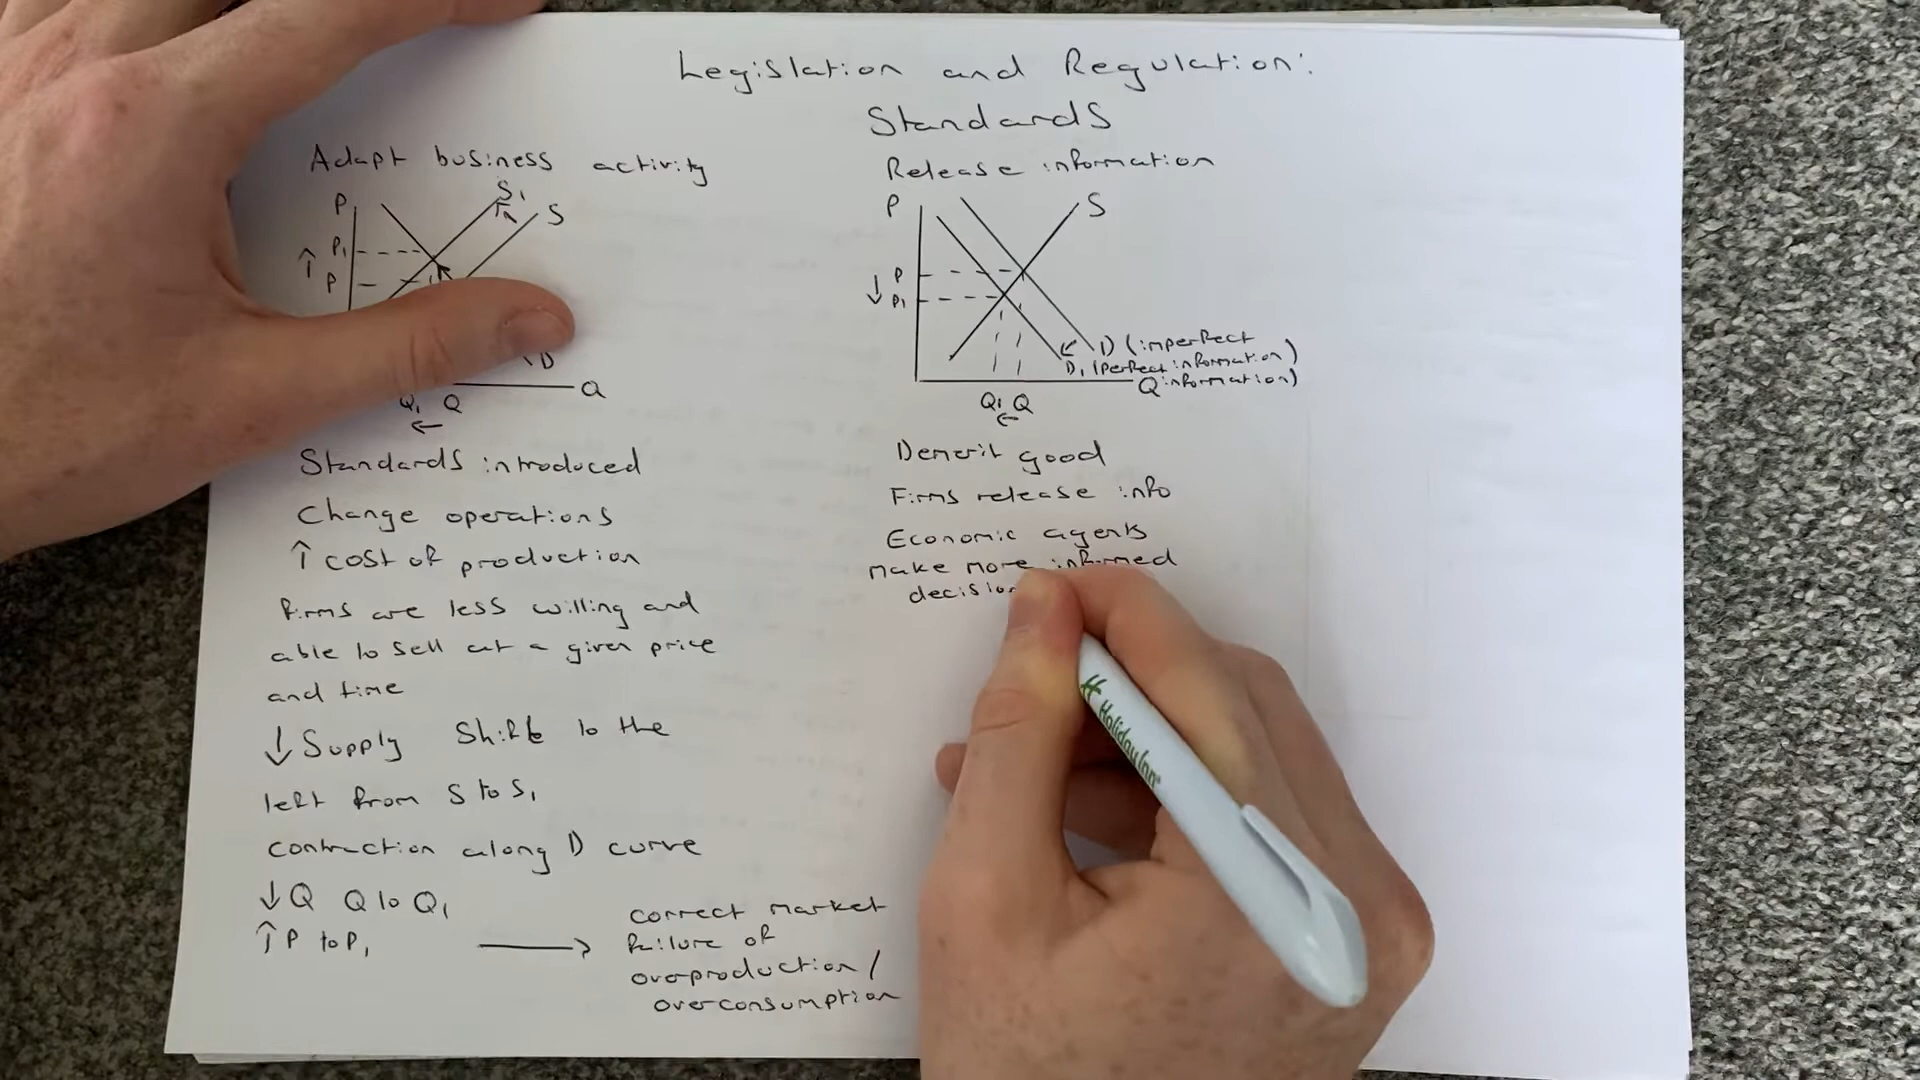 Legislation and Regulation:
Standards
Adapt business activity
P
S₁
S
↑ P₁
P
D
Q
Q₁ Q
←
Standards introduced
Change operations
↑ cost of production
firms are less willing and
able to sell at a given price
and time
↓ Supply Shift to the
left from S to S₁
contraction along D curve
↓ Q Q to Q₁
↑ P to P₁
→ correct market
failure of
overproduction/
overconsumption
Release information
P
S
↓ P
P₁
D (imperfect
information)
D₁ (perfect information)
Q
Q₁ Q
←
Demerit good
Firms release info
Economic agents
make more informed
Holiday Inn